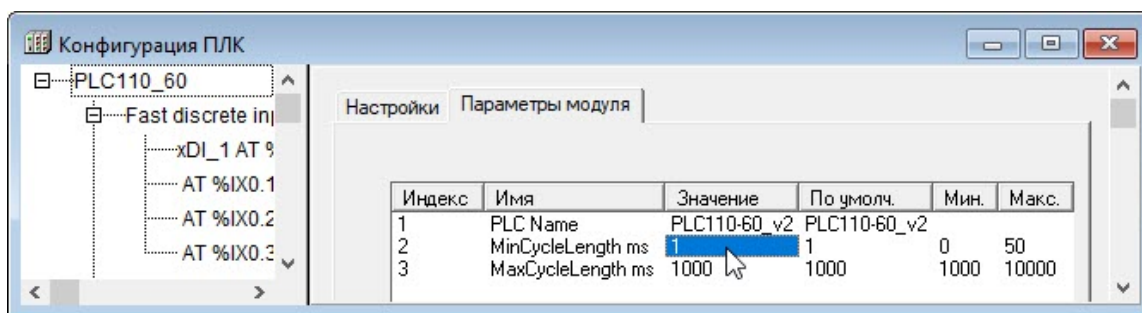 Конфигурация ПЛК
PLC110_60
Fast discrete inp
xDI_1 AT %
AT %IX0.1
AT %IX0.2
AT %IX0.3
Настройки Параметры модуля
Индекс Имя Значение По умолч. Мин. Макс.
1 PLC Name PLC110-60_v2 PLC110-60_v2
2 MinCycleLength ms 1 1 0 50
3 MaxCycleLength ms 1000 1000 1000 10000